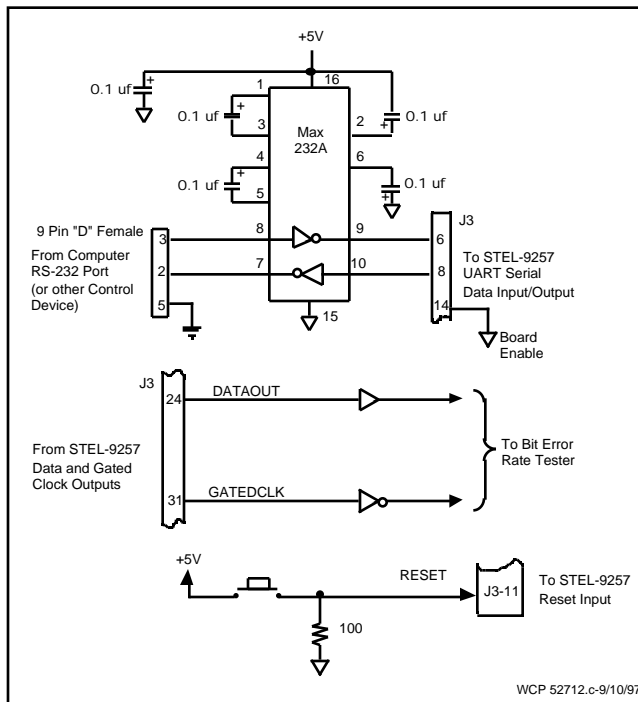 +5V
0.1 uf
+
1
16
0.1 uf
+
3
Max
232A
2
+
0.1 uf
4
0.1 uf
+
5
6
+
0.1 uf
9 Pin "D" Female
From Computer
RS-232 Port
(or other Control
Device)
3
2
5
8
9
7
10
15
J3
6
8
14
To STEL-9257
UART Serial
Data Input/Output
Board
Enable
J3
24
DATAOUT
From STEL-9257
Data and Gated
Clock Outputs
31
GATEDCLK
To Bit Error
Rate Tester
+5V
RESET
J3-11
To STEL-9257
Reset Input
100
WCP 52712.c-9/10/97